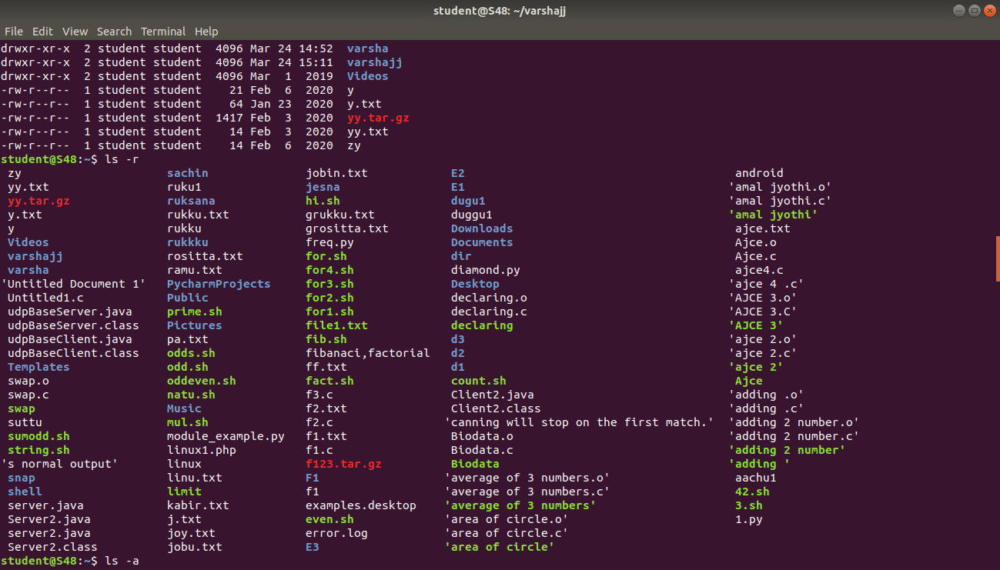 student@S48: ~/varshajj
File Edit View Search Terminal Help
drwxr-xr-x 2 student student 4096 Mar 24 14:52 varsha
drwxr-xr-x 2 student student 4096 Mar 24 15:11 varshajj
drwxr-xr-x 2 student student 4096 Mar 1 2019 Videos
-rw-r--r-- 1 student student 21 Feb 6 2020 y
-rw-r--r-- 1 student student 64 Jan 23 2020 y.txt
-rw-r--r-- 1 student student 1417 Feb 3 2020 yy.tar.gz
-rw-r--r-- 1 student student 14 Feb 3 2020 yy.txt
-rw-r--r-- 1 student student 14 Feb 6 2020 zy
student@S48:~$ ls -r
zy sachin jobin.txt E2 android
yy.txt ruku1 jesna E1 'amal jyothi.o'
yy.tar.gz ruksana hi.sh dugu1 'amal jyothi.c'
y.txt rukku.txt grukku.txt duggu1 'amal jyothi'
y rukku grositta.txt Downloads ajce.txt
Videos rukkku freq.py Documents Ajce.o
varshajj rositta.txt for.sh dir Ajce.c
varsha ramu.txt for4.sh diamond.py ajce4.c
'Untitled Document 1' PycharmProjects for3.sh Desktop 'ajce 4 .c'
Untitled1.c Public for2.sh declaring.o 'AJCE 3.o'
udpBaseServer.java prime.sh for1.sh declaring.c 'AJCE 3.C'
udpBaseServer.class Pictures file1.txt declaring 'AJCE 3'
udpBaseClient.java pa.txt fib.sh d3 'ajce 2.o'
udpBaseClient.class odds.sh fibanaci,factorial d2 'ajce 2.c'
Templates odd.sh ff.txt d1 'ajce 2'
swap.o oddeven.sh fact.sh count.sh Ajce
swap.c natu.sh f3.c Client2.java 'adding .o'
swap Music f2.txt Client2.class 'adding .c'
suttu mul.sh f2.c 'canning will stop on the first match.' 'adding 2 number.o'
sumodd.sh module_example.py f1.txt Biodata.o 'adding 2 number.c'
string.sh linux1.php f1.c Biodata.c 'adding 2 number'
's normal output' linux f123.tar.gz Biodata 'adding '
snap linu.txt F1 'average of 3 numbers.o' aachu1
shell limit f1 'average of 3 numbers.c' 42.sh
server.java kabir.txt examples.desktop 'average of 3 numbers' 3.sh
Server2.java j.txt even.sh 'area of circle.o' 1.py
server2.java joy.txt error.log 'area of circle.c'
Server2.class jobu.txt E3 'area of circle'
student@S48:~$ ls -a